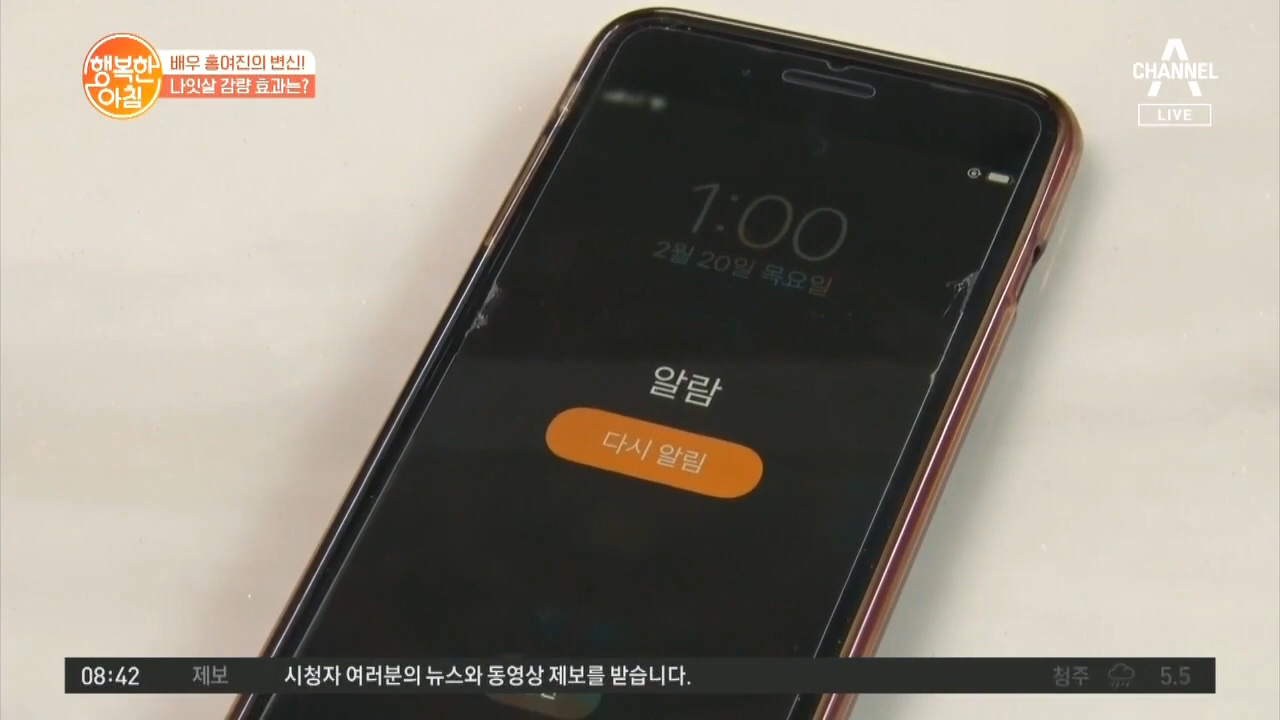 행복한
아침
배우 홍여진의 변신!
나잇살 감량 효과는?
CHANNEL
LIVE
1:00
2월 20일 목요일
알람
다시 알림
08:42 제보 시청자 여러분의 뉴스와 동영상 제보를 받습니다. 청주 5.5